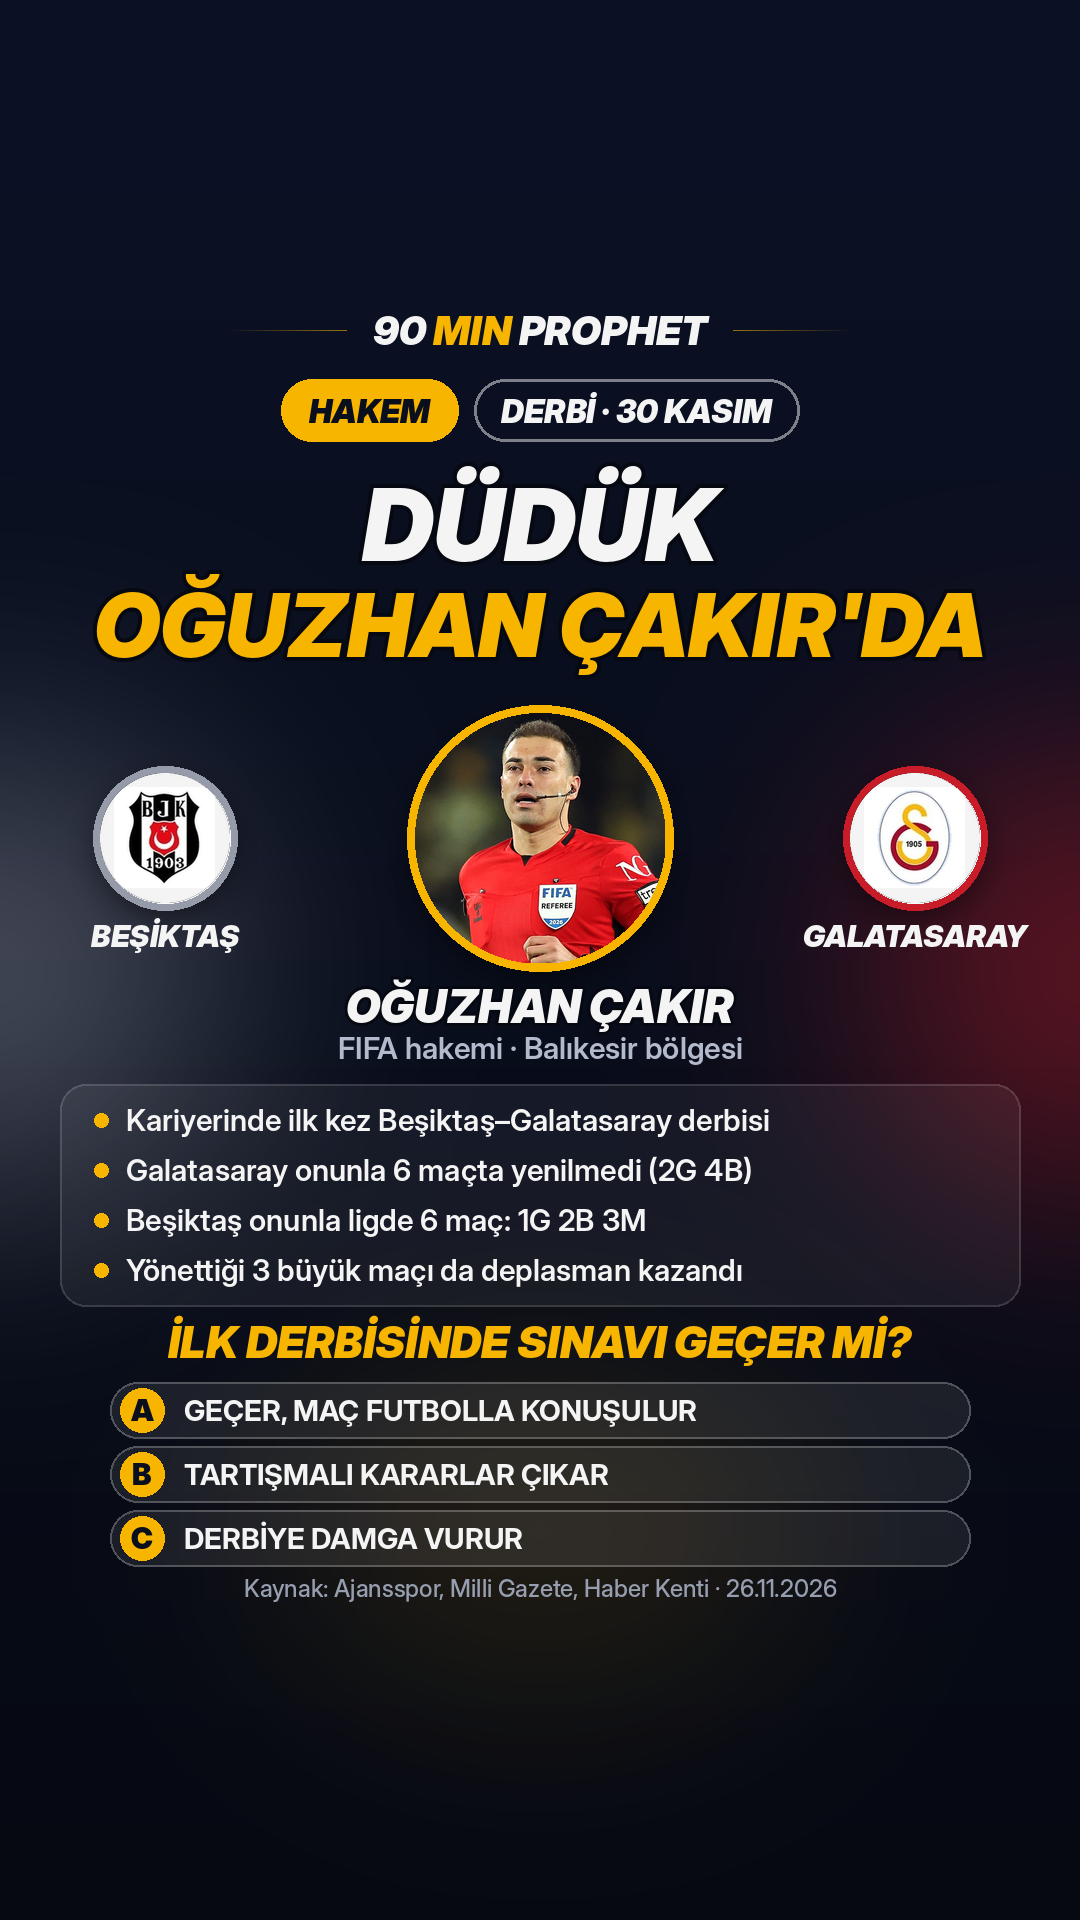 90 MIN PROPHET
HAKEM
DERBİ · 30 KASIM
DÜDÜK
OĞUZHAN ÇAKIR'DA
BJK
1903
BEŞİKTAŞ
FIFA
REFEREE
2026
1905
GALATASARAY
OĞUZHAN ÇAKIR
FIFA hakemi · Balıkesir bölgesi
Kariyerinde ilk kez Beşiktaş–Galatasaray derbisi
Galatasaray onunla 6 maçta yenilmedi (2G 4B)
Beşiktaş onunla ligde 6 maç: 1G 2B 3M
Yönettiği 3 büyük maçı da deplasman kazandı
İLK DERBİSİNDE SINAVI GEÇER Mİ?
A GEÇER, MAÇ FUTBOLLA KONUŞULUR
B TARTIŞMALI KARARLAR ÇIKAR
C DERBİYE DAMGA VURUR
Kaynak: Ajansspor, Milli Gazete, Haber Kenti · 26.11.2026